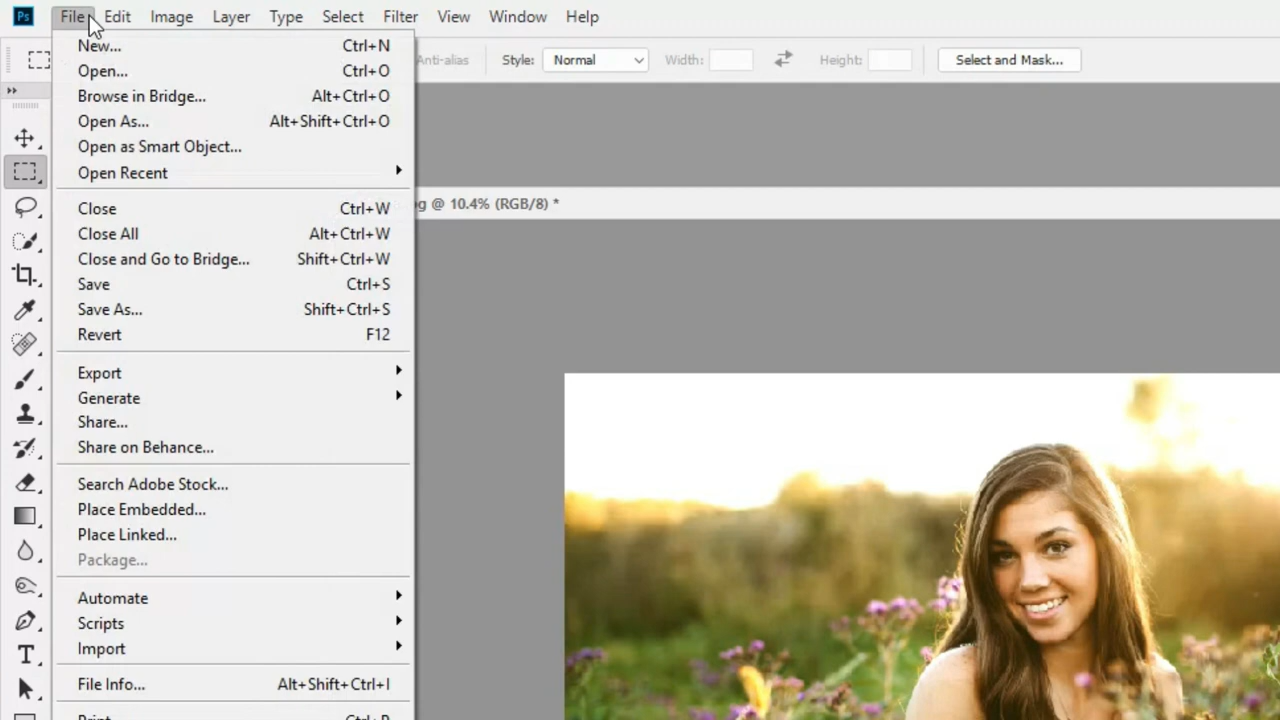 Ps File Edit Image Layer Type Select Filter View Window Help
Anti-alias Style: Normal Width: Height: Select and Mask...
New... Ctrl+N
Open... Ctrl+O
Browse in Bridge... Alt+Ctrl+O
Open As... Alt+Shift+Ctrl+O
Open as Smart Object...
Open Recent
Close Ctrl+W
g @ 10.4% (RGB/8) *
Close All Alt+Ctrl+W
Close and Go to Bridge... Shift+Ctrl+W
Save Ctrl+S
Save As... Shift+Ctrl+S
Revert F12
Export
Generate
Share...
Share on Behance...
Search Adobe Stock...
Place Embedded...
Place Linked...
Package...
Automate
Scripts
Import
File Info... Alt+Shift+Ctrl+I
Print Ctrl+P